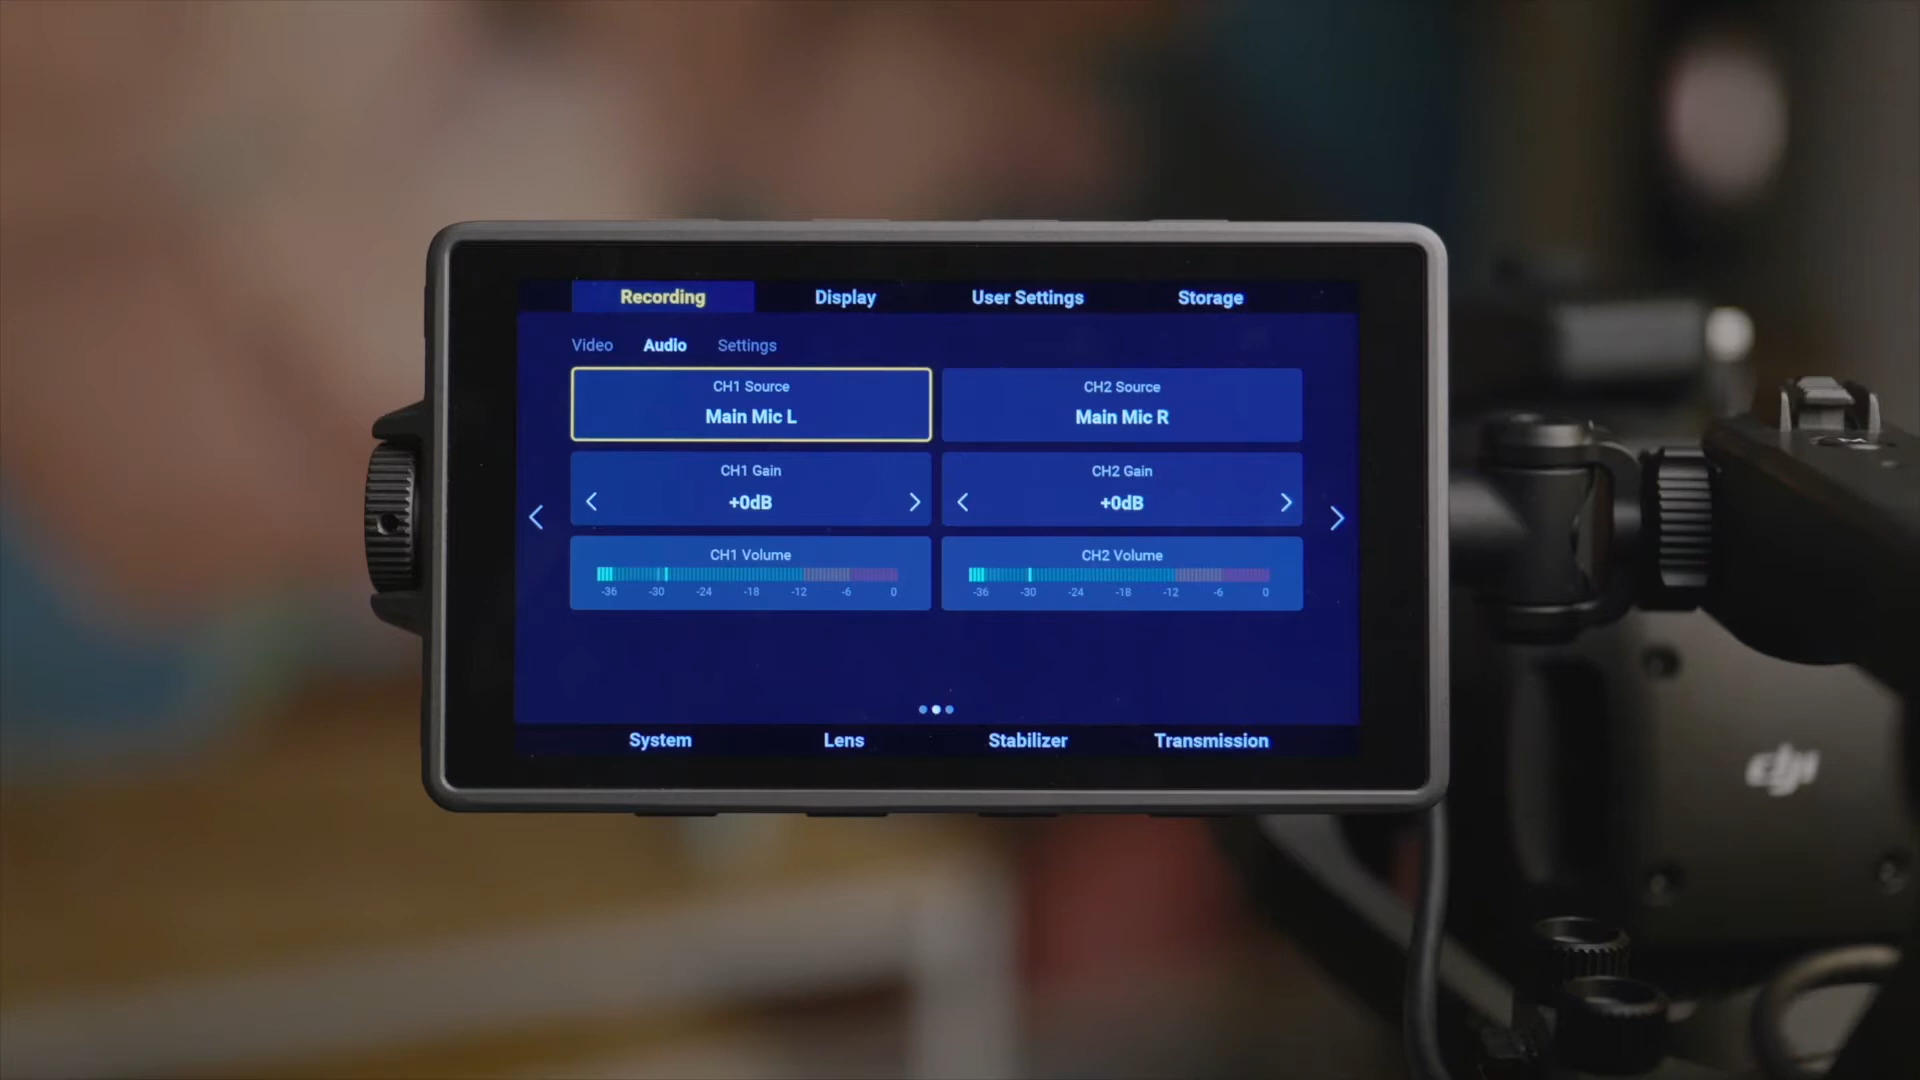 Recording Display User Settings Storage
Video Audio Settings
CH1 Source CH2 Source
Main Mic L Main Mic R
CH1 Gain CH2 Gain
+0dB +0dB
CH1 Volume CH2 Volume
-36 -30 -24 -18 -12 -6 0 -36 -30 -24 -18 -12 -6 0
System Lens Stabilizer Transmission
dji